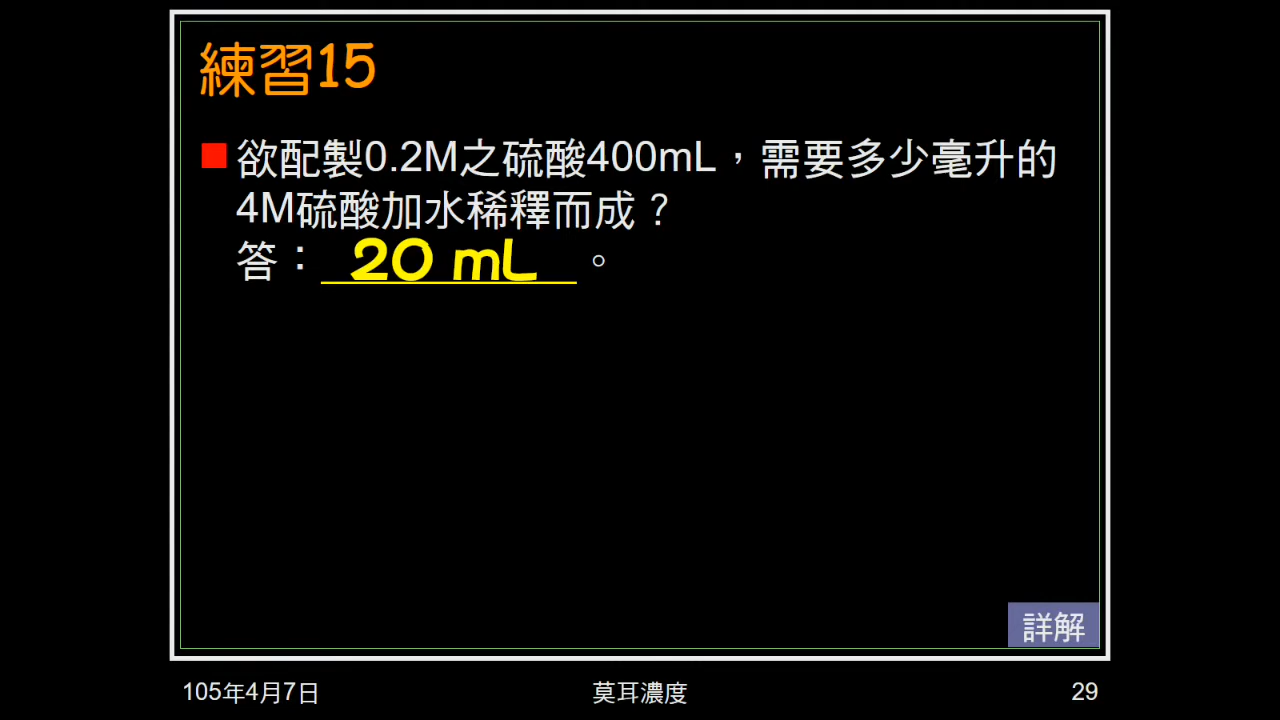 練習15
欲配製0.2M之硫酸400mL，需要多少毫升的
4M硫酸加水稀釋而成？
答：20 mL。
詳解
105年4月7日
莫耳濃度
29